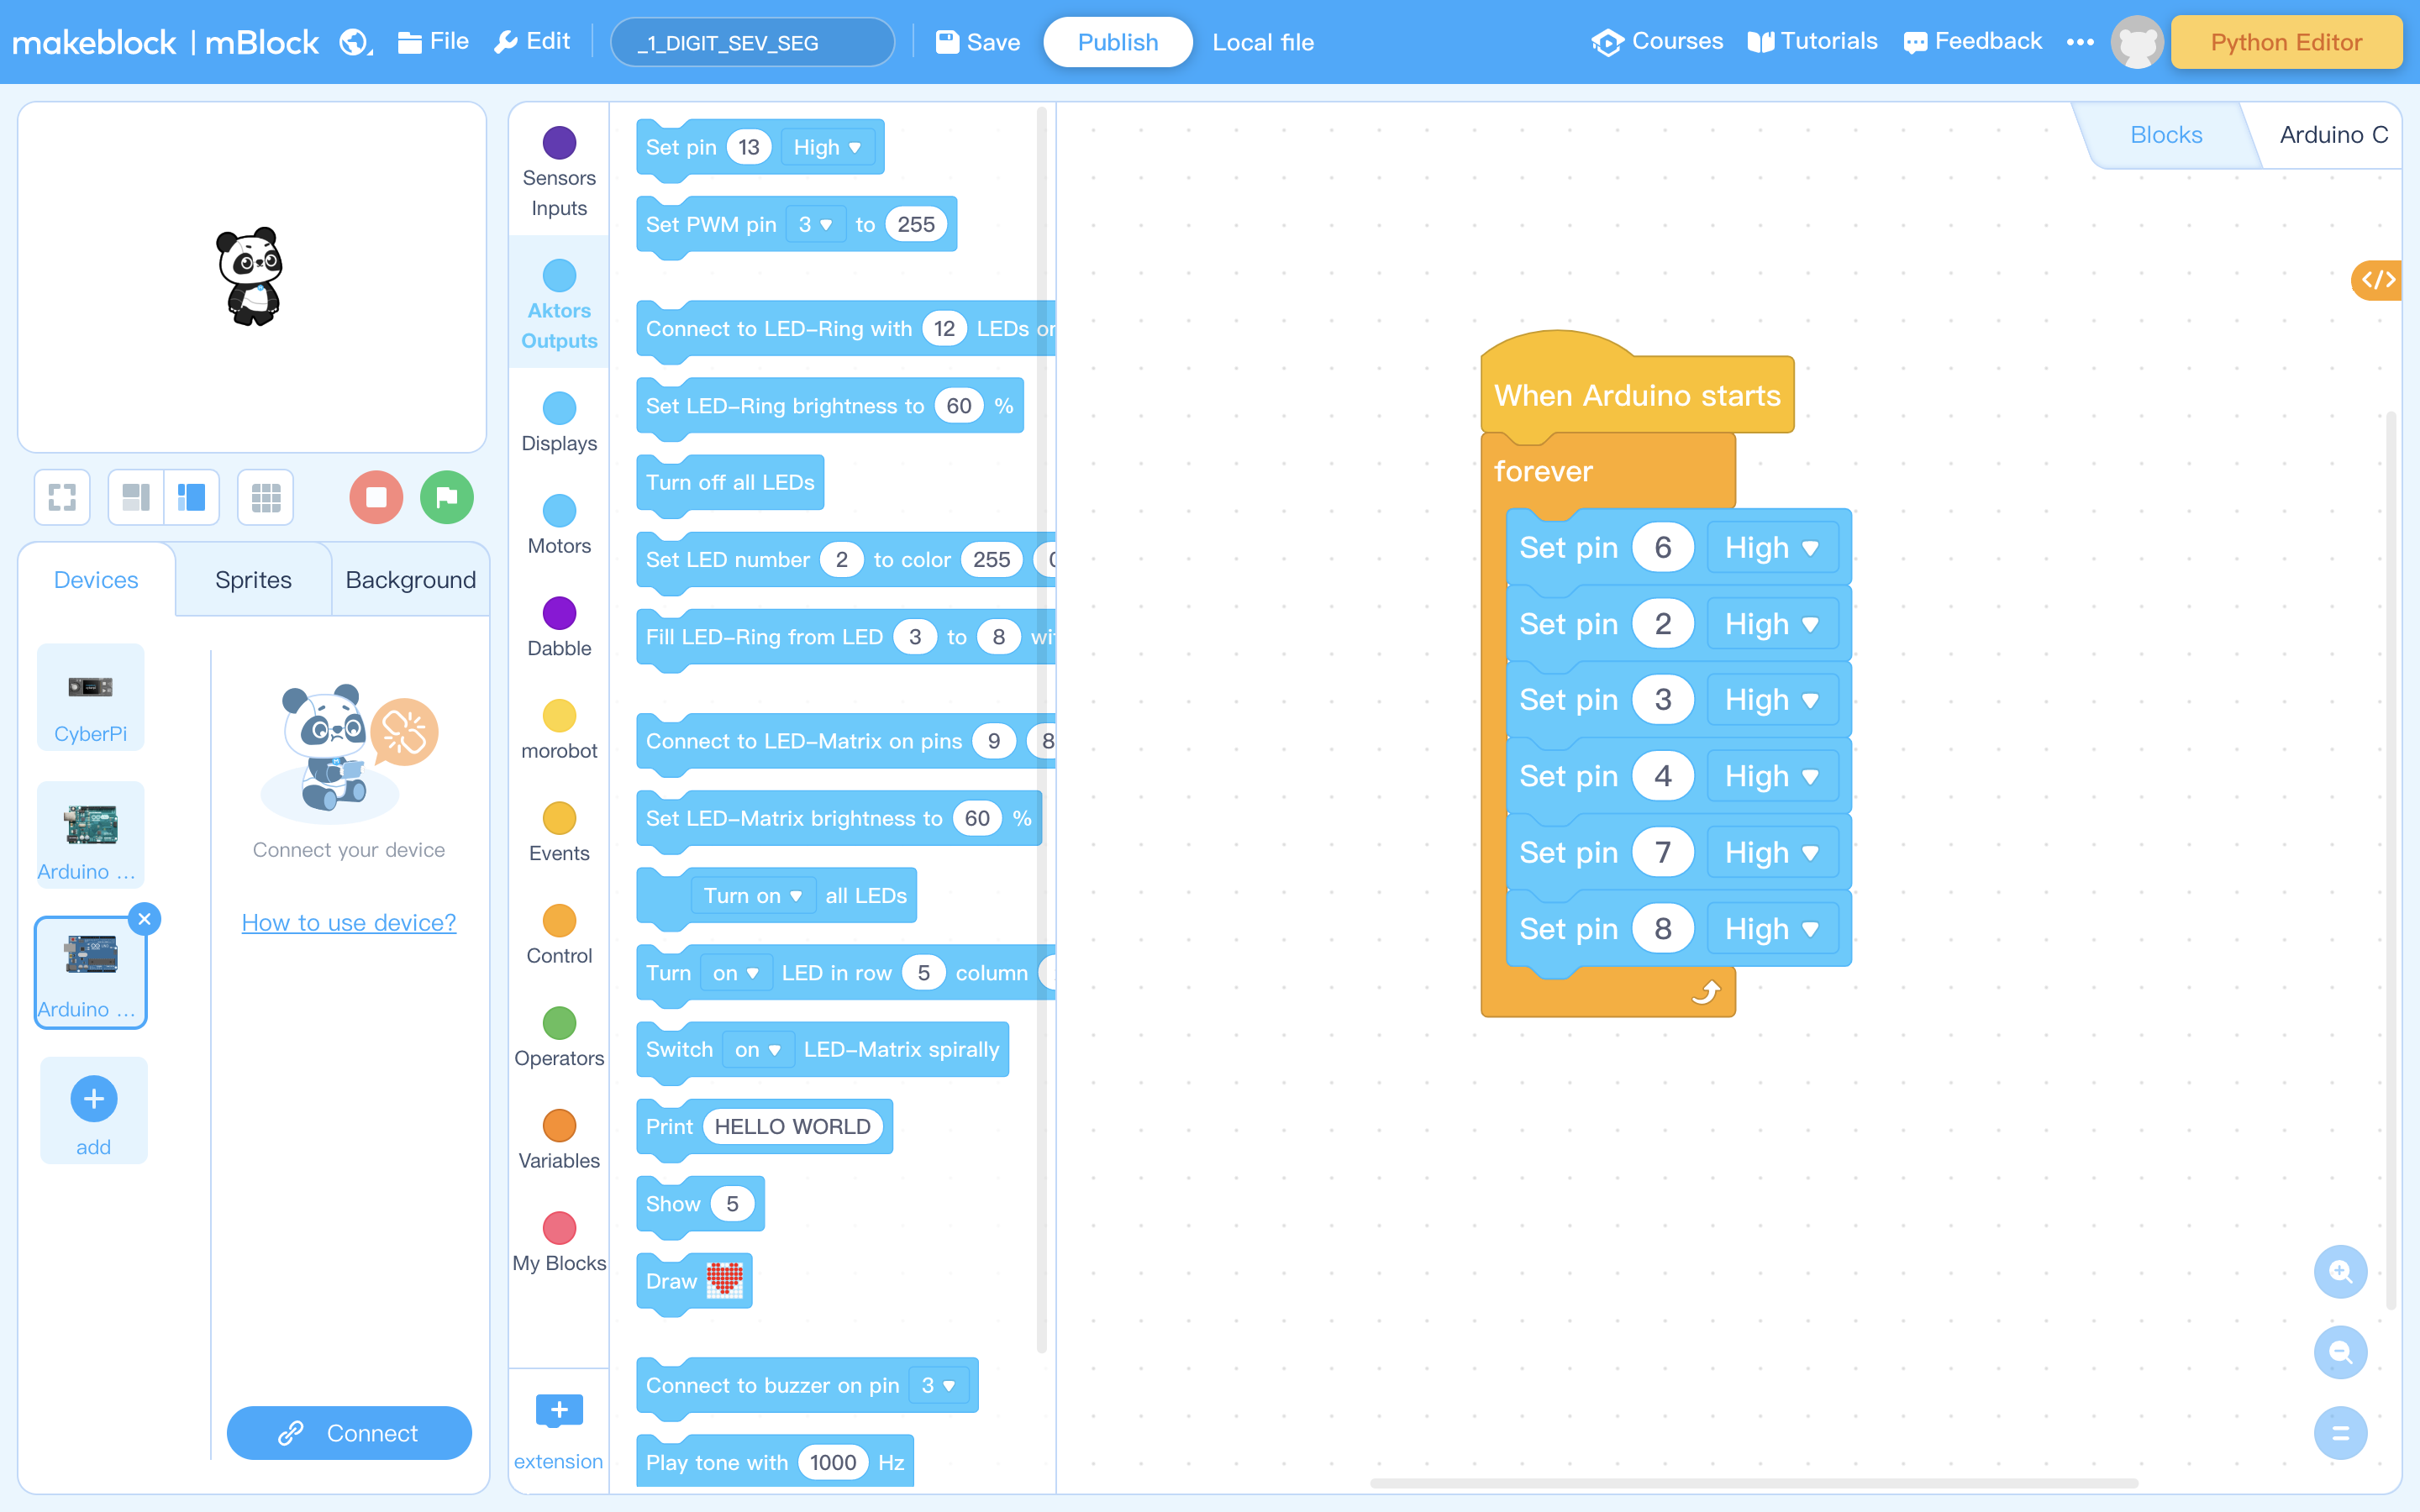 makeblock | mBlock File Edit _1_DIGIT_SEV_SEG Save Publish Local file Courses Tutorials Feedback Python Editor
Devices Sprites Background
CyberPi
Arduino ...
Arduino ...
add
Connect your device
How to use device?
Connect
Sensors
Inputs
Aktors
Outputs
Displays
Motors
Dabble
morobot
Events
Control
Operators
Variables
My Blocks
extension
Set pin 13 High
Set PWM pin 3 to 255
Connect to LED-Ring with 12 LEDs
Set LED-Ring brightness to 60 %
Turn off all LEDs
Set LED number 2 to color 255
Fill LED-Ring from LED 3 to 8
Connect to LED-Matrix on pins 9 8
Set LED-Matrix brightness to 60 %
Turn on all LEDs
Turn on LED in row 5 column
Switch on LED-Matrix spirally
Print HELLO WORLD
Show 5
Draw
Connect to buzzer on pin 3
Play tone with 1000 Hz
Blocks Arduino C
</>
When Arduino starts
forever
Set pin 6 High
Set pin 2 High
Set pin 3 High
Set pin 4 High
Set pin 7 High
Set pin 8 High